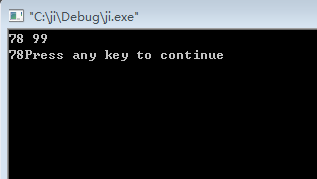 "C:\ji\Debug\ji.exe"
78 99
78Press any key to continue